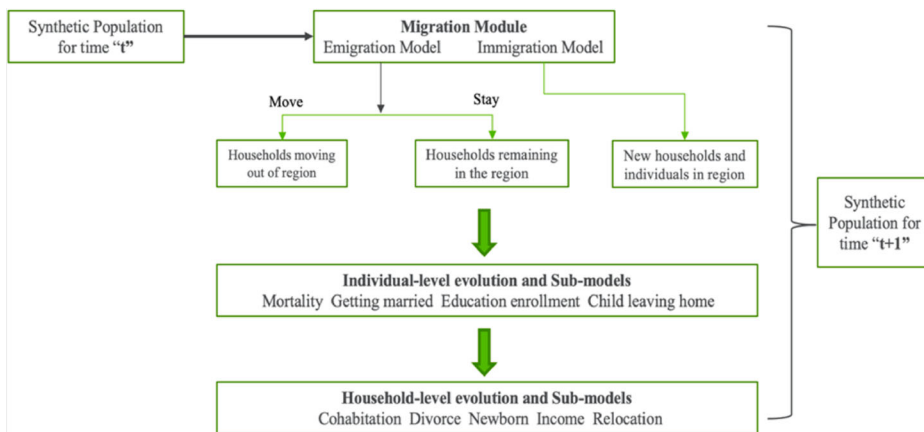 Synthetic Population
for time “t”
Migration Module
Emigration Model Immigration Model
Move
Stay
Households moving
out of region
Households remaining
in the region
New households and
individuals in region
Synthetic
Population for
time “t+1”
Individual-level evolution and Sub-models
Mortality Getting married Education enrollment Child leaving home
Household-level evolution and Sub-models
Cohabitation Divorce Newborn Income Relocation